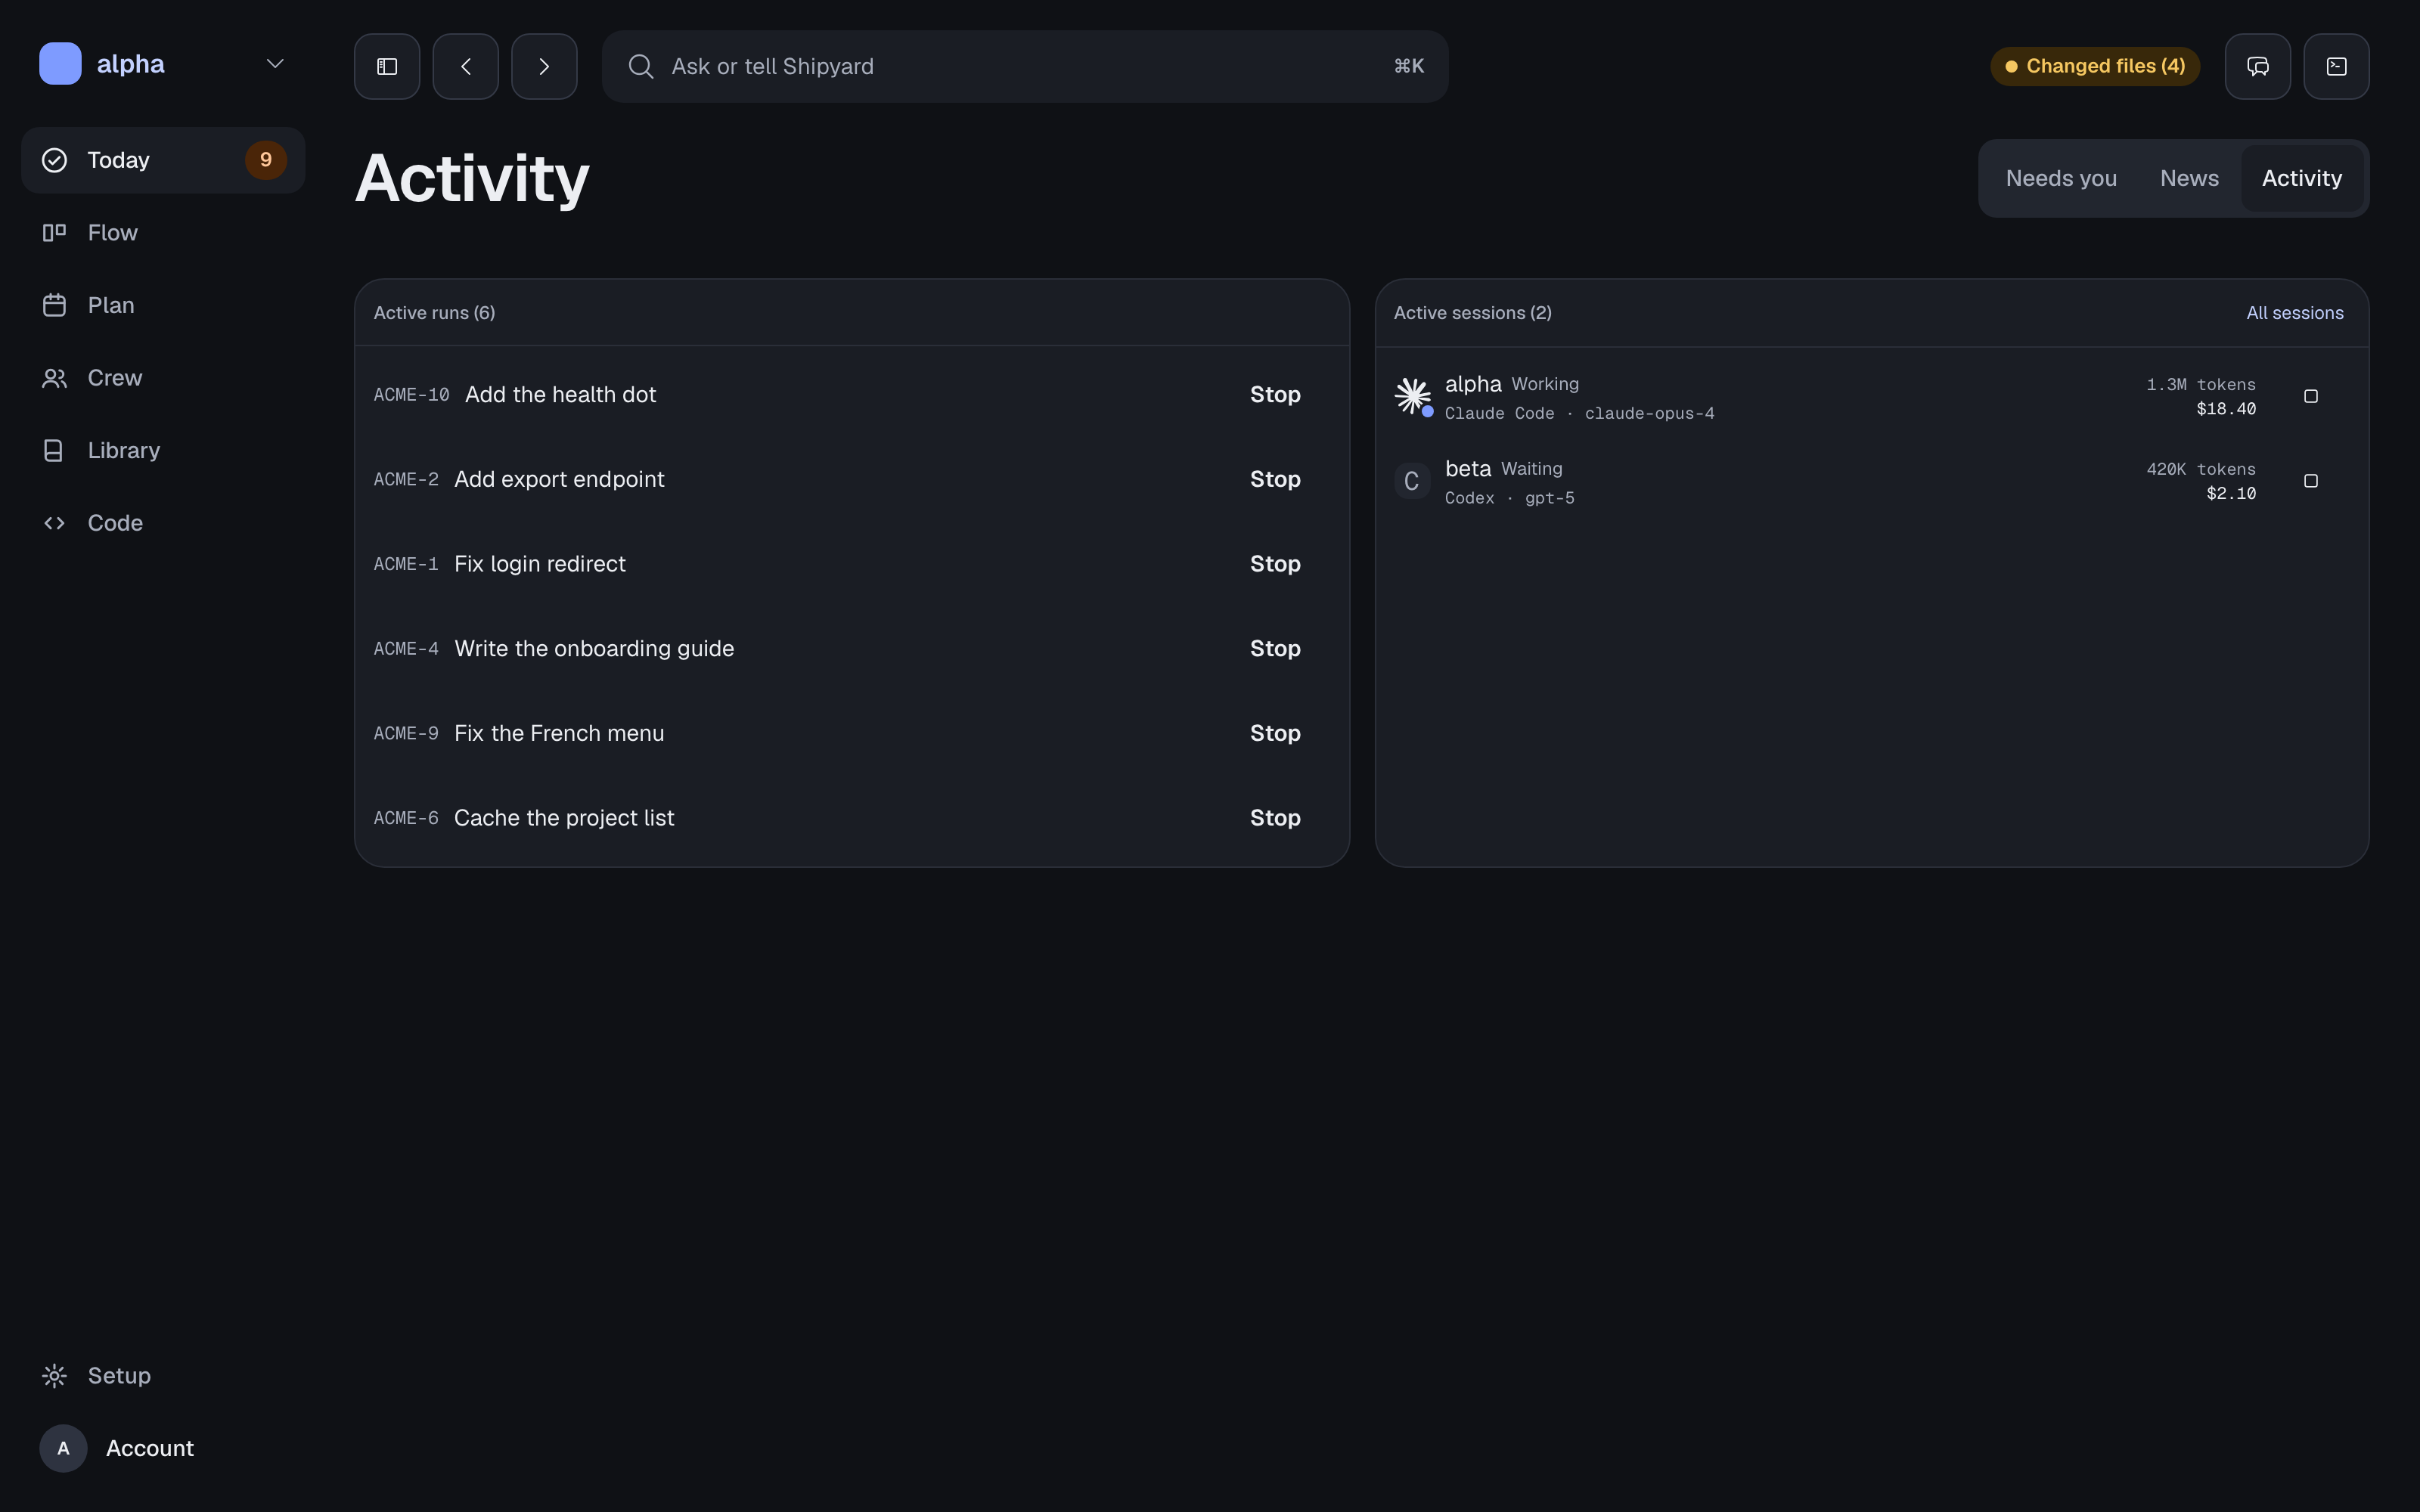 alpha
Ask or tell Shipyard
⌘K
Changed files (4)
Today
9
Flow
Plan
Crew
Library
Code
Setup
A
Account
Activity
Needs you
News
Activity
Active runs (6)
ACME-10 Add the health dot Stop
ACME-2 Add export endpoint Stop
ACME-1 Fix login redirect Stop
ACME-4 Write the onboarding guide Stop
ACME-9 Fix the French menu Stop
ACME-6 Cache the project list Stop
Active sessions (2)
All sessions
alpha Working
Claude Code · claude-opus-4
1.3M tokens
$18.40
C
beta Waiting
Codex · gpt-5
420K tokens
$2.10